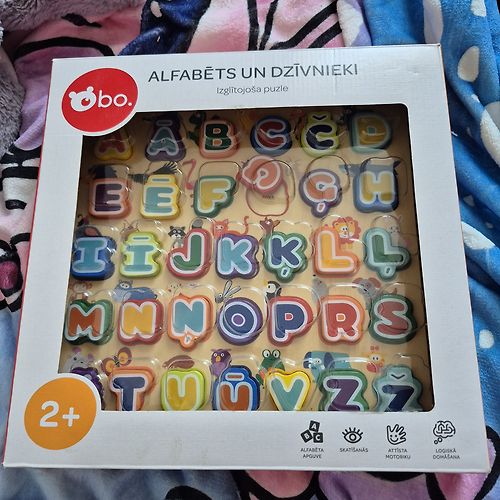 bo.
ALFABĒTS UN DZĪVNIEKI
Izglītojoša puzle
A Ā B C Č D
E Ē F G Ģ H
I Ī J K Ķ L Ļ
M N Ņ O P R S
T U Ū V Z Ž
2+
A B C
ALFABĒTA APGUVE
SKATĪŠANĀS
ATTĪSTA MOTORIKU
LOĢISKĀ DOMĀŠANA